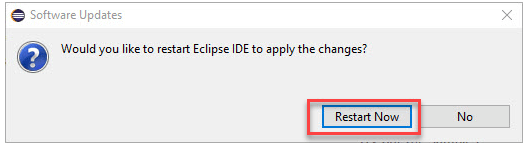 Software Updates
Would you like to restart Eclipse IDE to apply the changes?
Restart Now
No